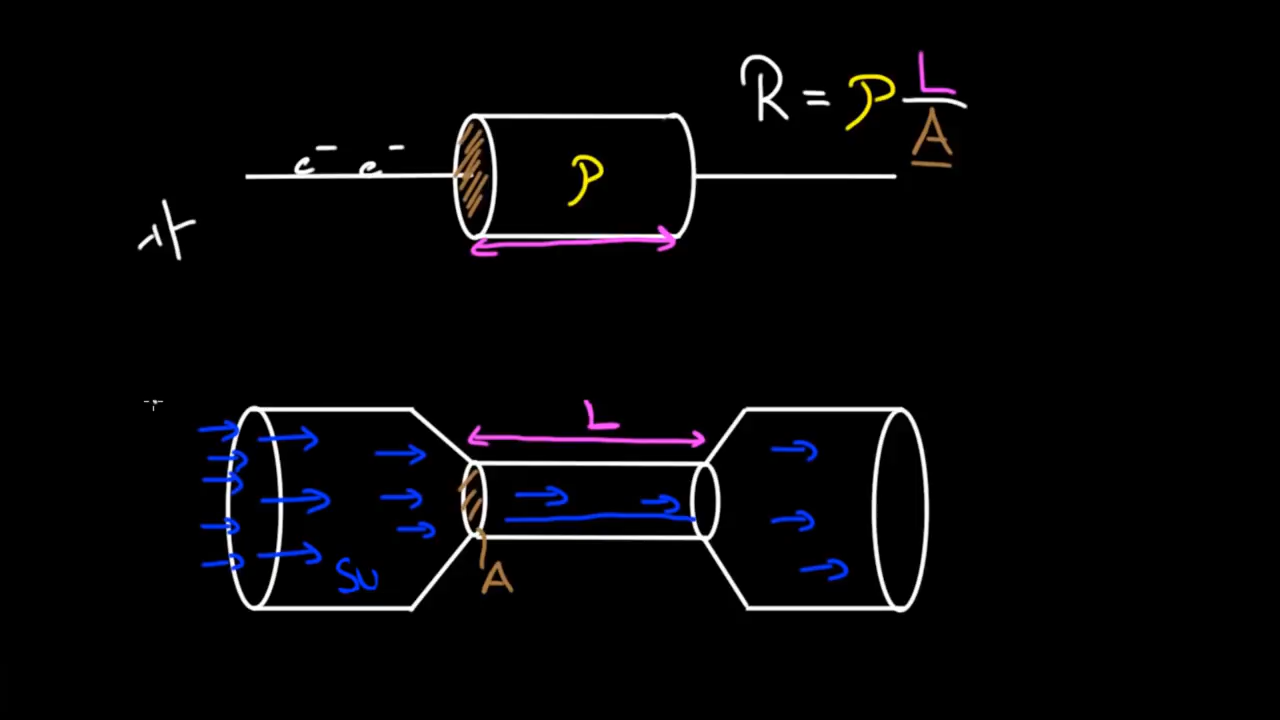 R = ρ L/A
e⁻ e⁻
ρ
L
SU
A